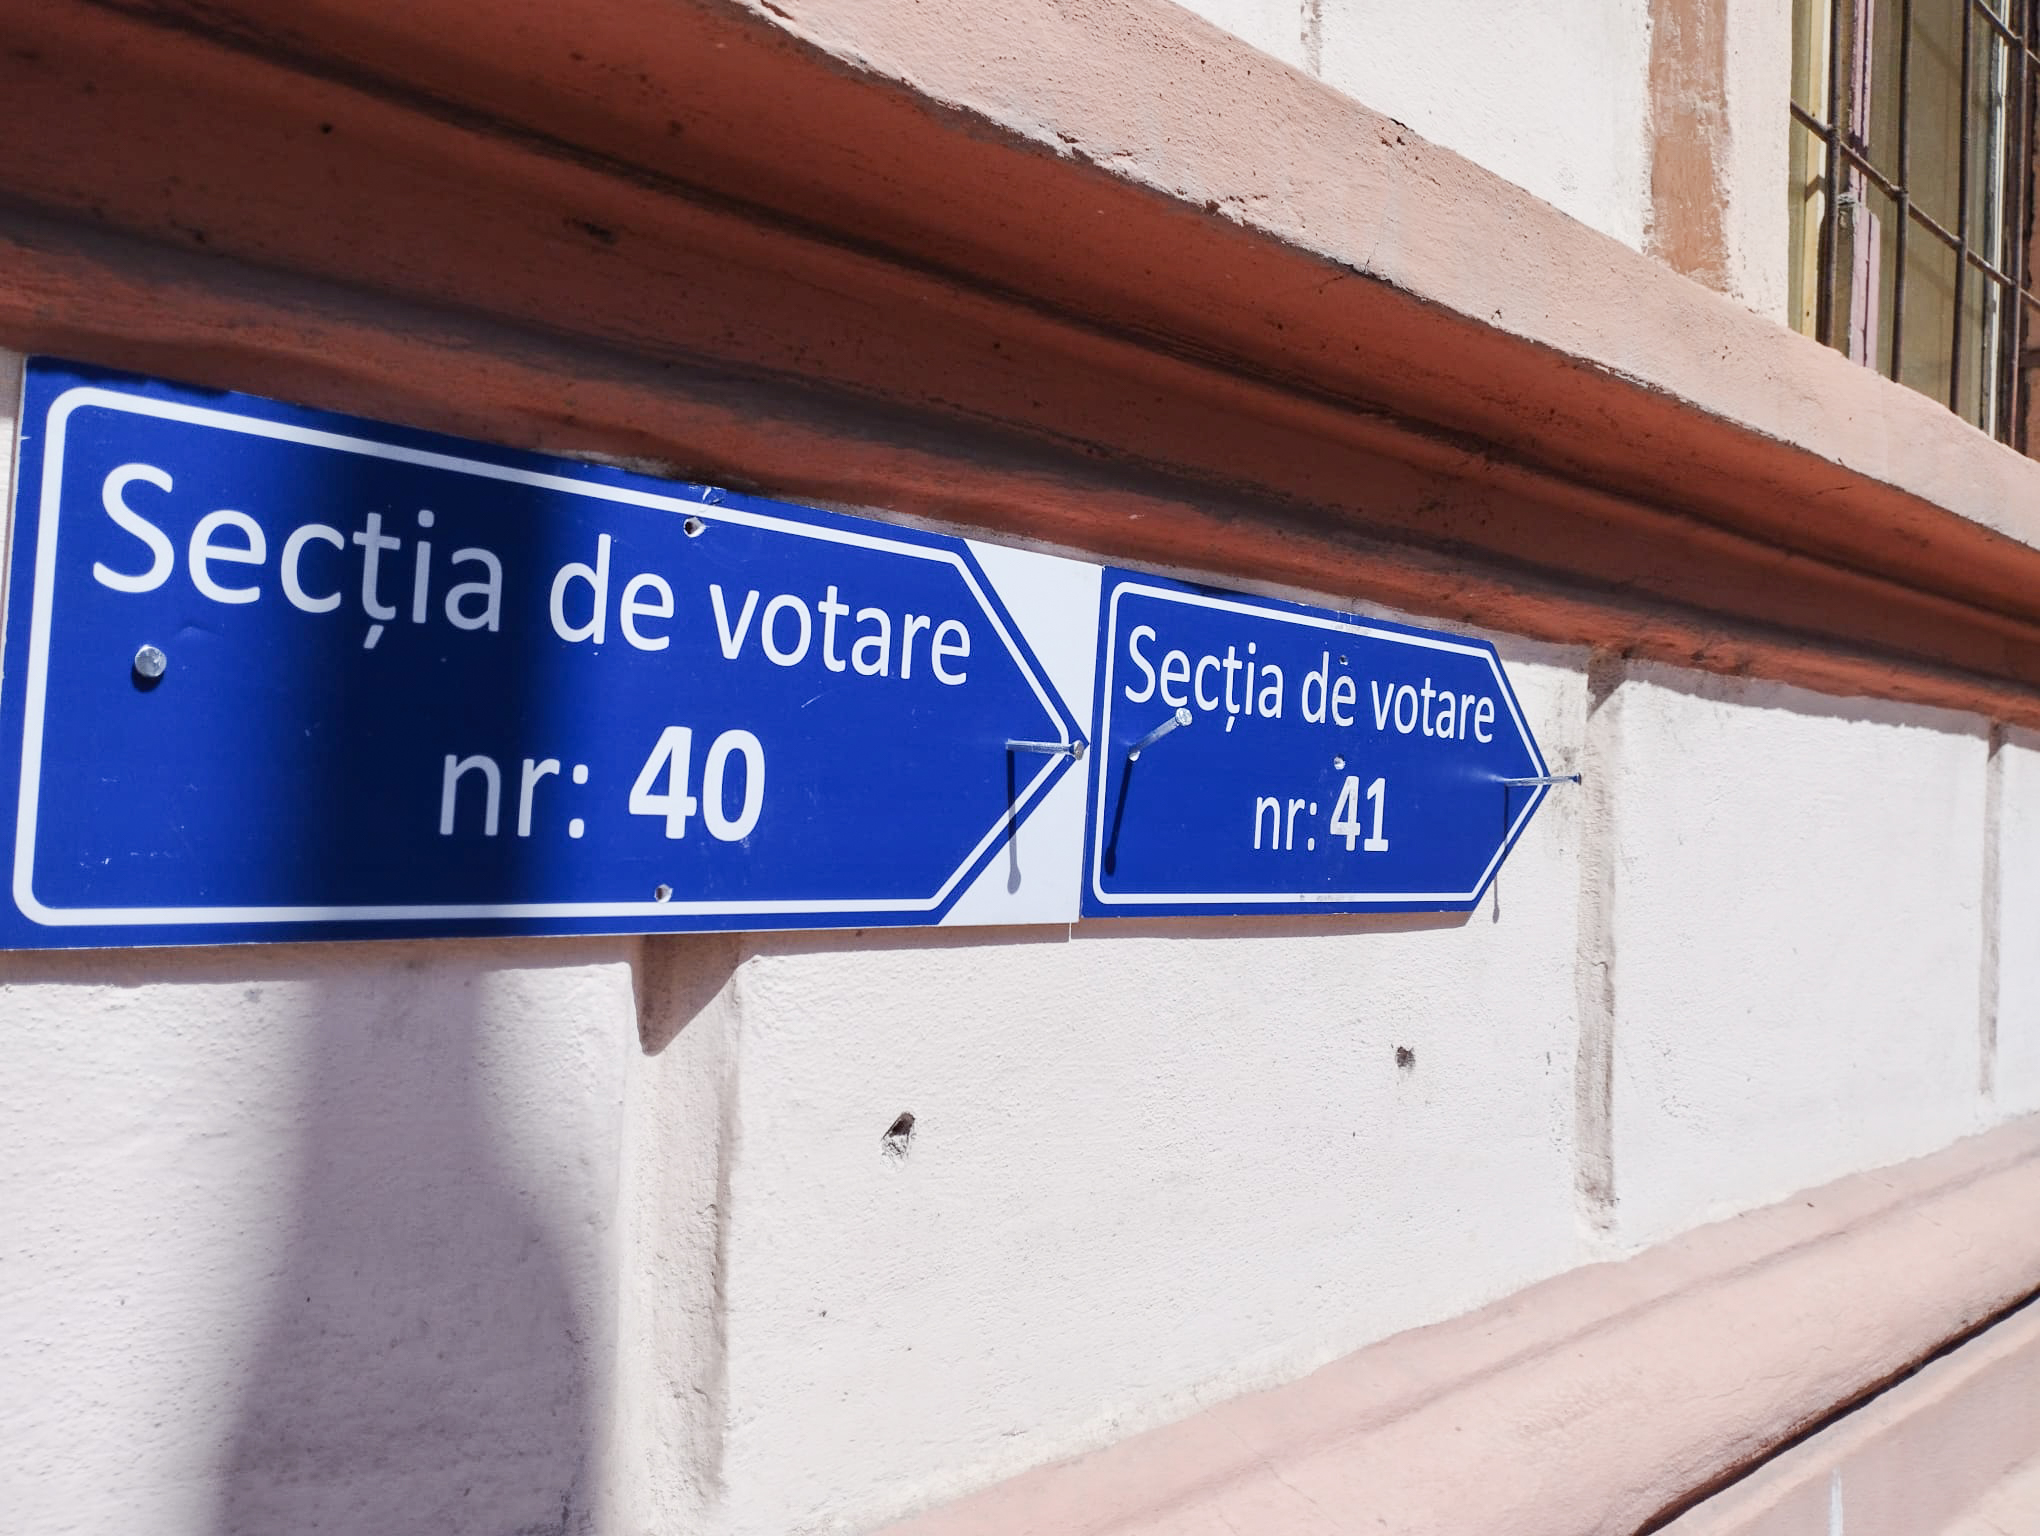 Secția de votare
nr: 40
Secția de votare
nr: 41